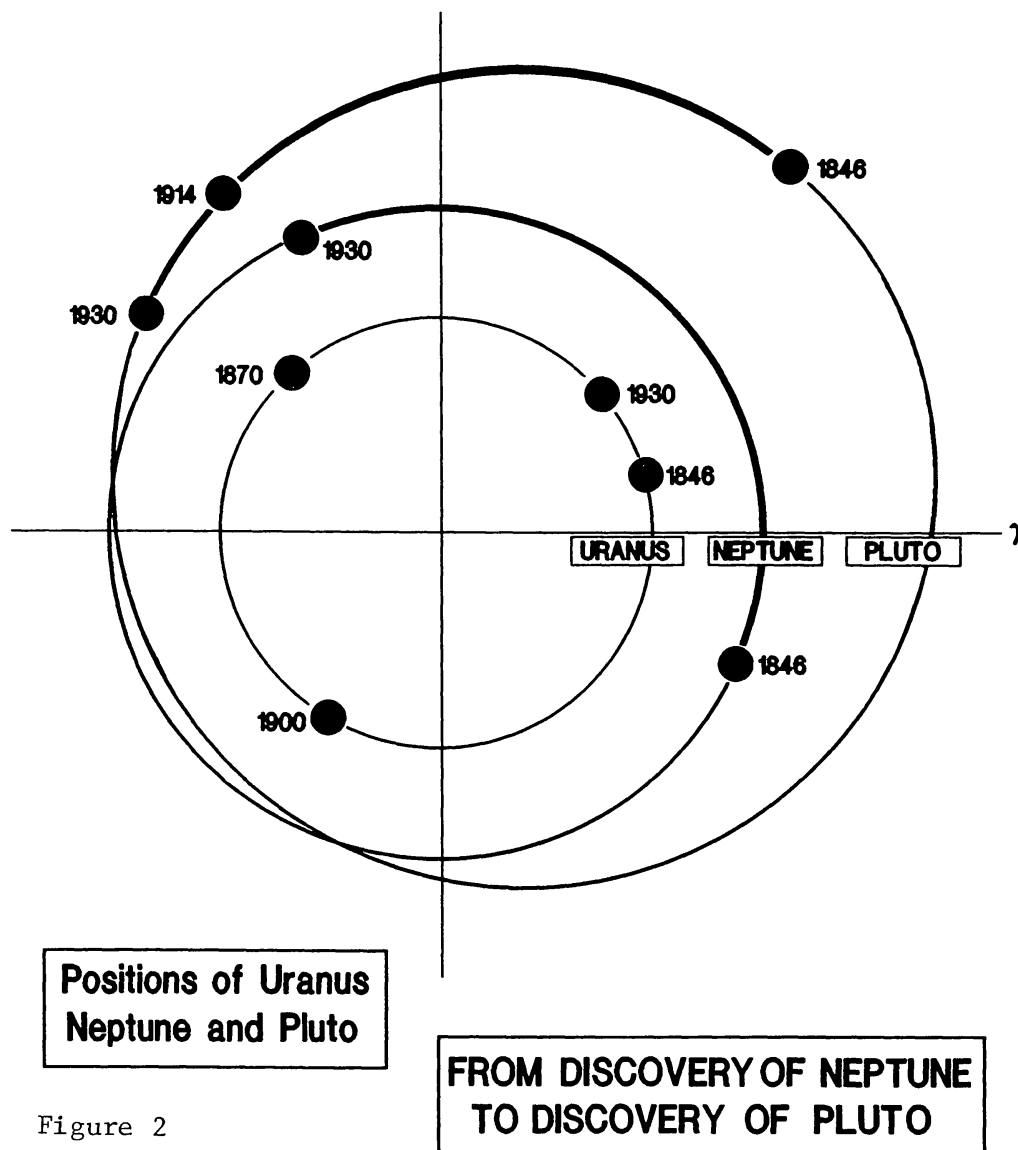 1846
1914
1930
1930
1870
1930
1846
URANUS
NEPTUNE
PLUTO
1846
1900
Positions of Uranus
Neptune and Pluto
FROM DISCOVERY OF NEPTUNE
TO DISCOVERY OF PLUTO
Figure 2